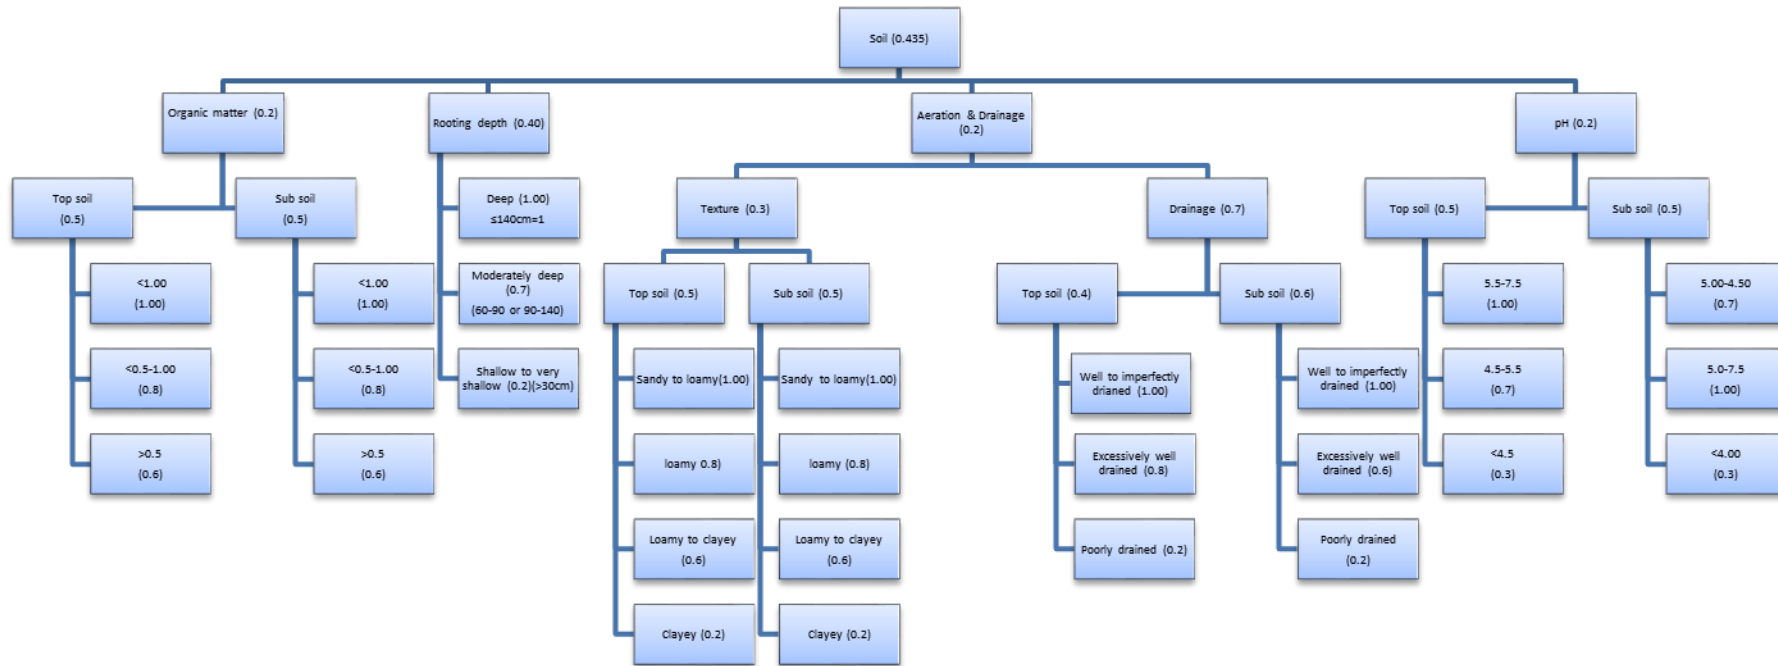 Soil (0.435)
Organic matter (0.2)
Rooting depth (0.40)
Aeration & Drainage
(0.2)
pH (0.2)
Top soil
(0.5)
Sub soil
(0.5)
Deep (1.00)
≤140cm=1
Texture (0.3)
Drainage (0.7)
Top soil (0.5)
Sub soil (0.5)
<1.00
(1.00)
<1.00
(1.00)
Moderately deep
(0.7)
(60-90 or 90-140)
Top soil (0.5)
Sub soil (0.5)
Top soil (0.4)
Sub soil (0.6)
5.5-7.5
(1.00)
5.00-4.50
(0.7)
<0.5-1.00
(0.8)
<0.5-1.00
(0.8)
Shallow to very
shallow (0.2)(>30cm)
Sandy to loamy(1.00)
Sandy to loamy(1.00)
Well to imperfectly
drianed (1.00)
Well to imperfectly
drained (1.00)
4.5-5.5
(0.7)
5.0-7.5
(1.00)
>0.5
(0.6)
>0.5
(0.6)
loamy 0.8)
loamy (0.8)
Excessively well
drained (0.8)
Excessively well
drained (0.6)
<4.5
(0.3)
<4.00
(0.3)
Loamy to clayey
(0.6)
Loamy to clayey
(0.6)
Poorly drained (0.2)
Poorly drained
(0.2)
Clayey (0.2)
Clayey (0.2)